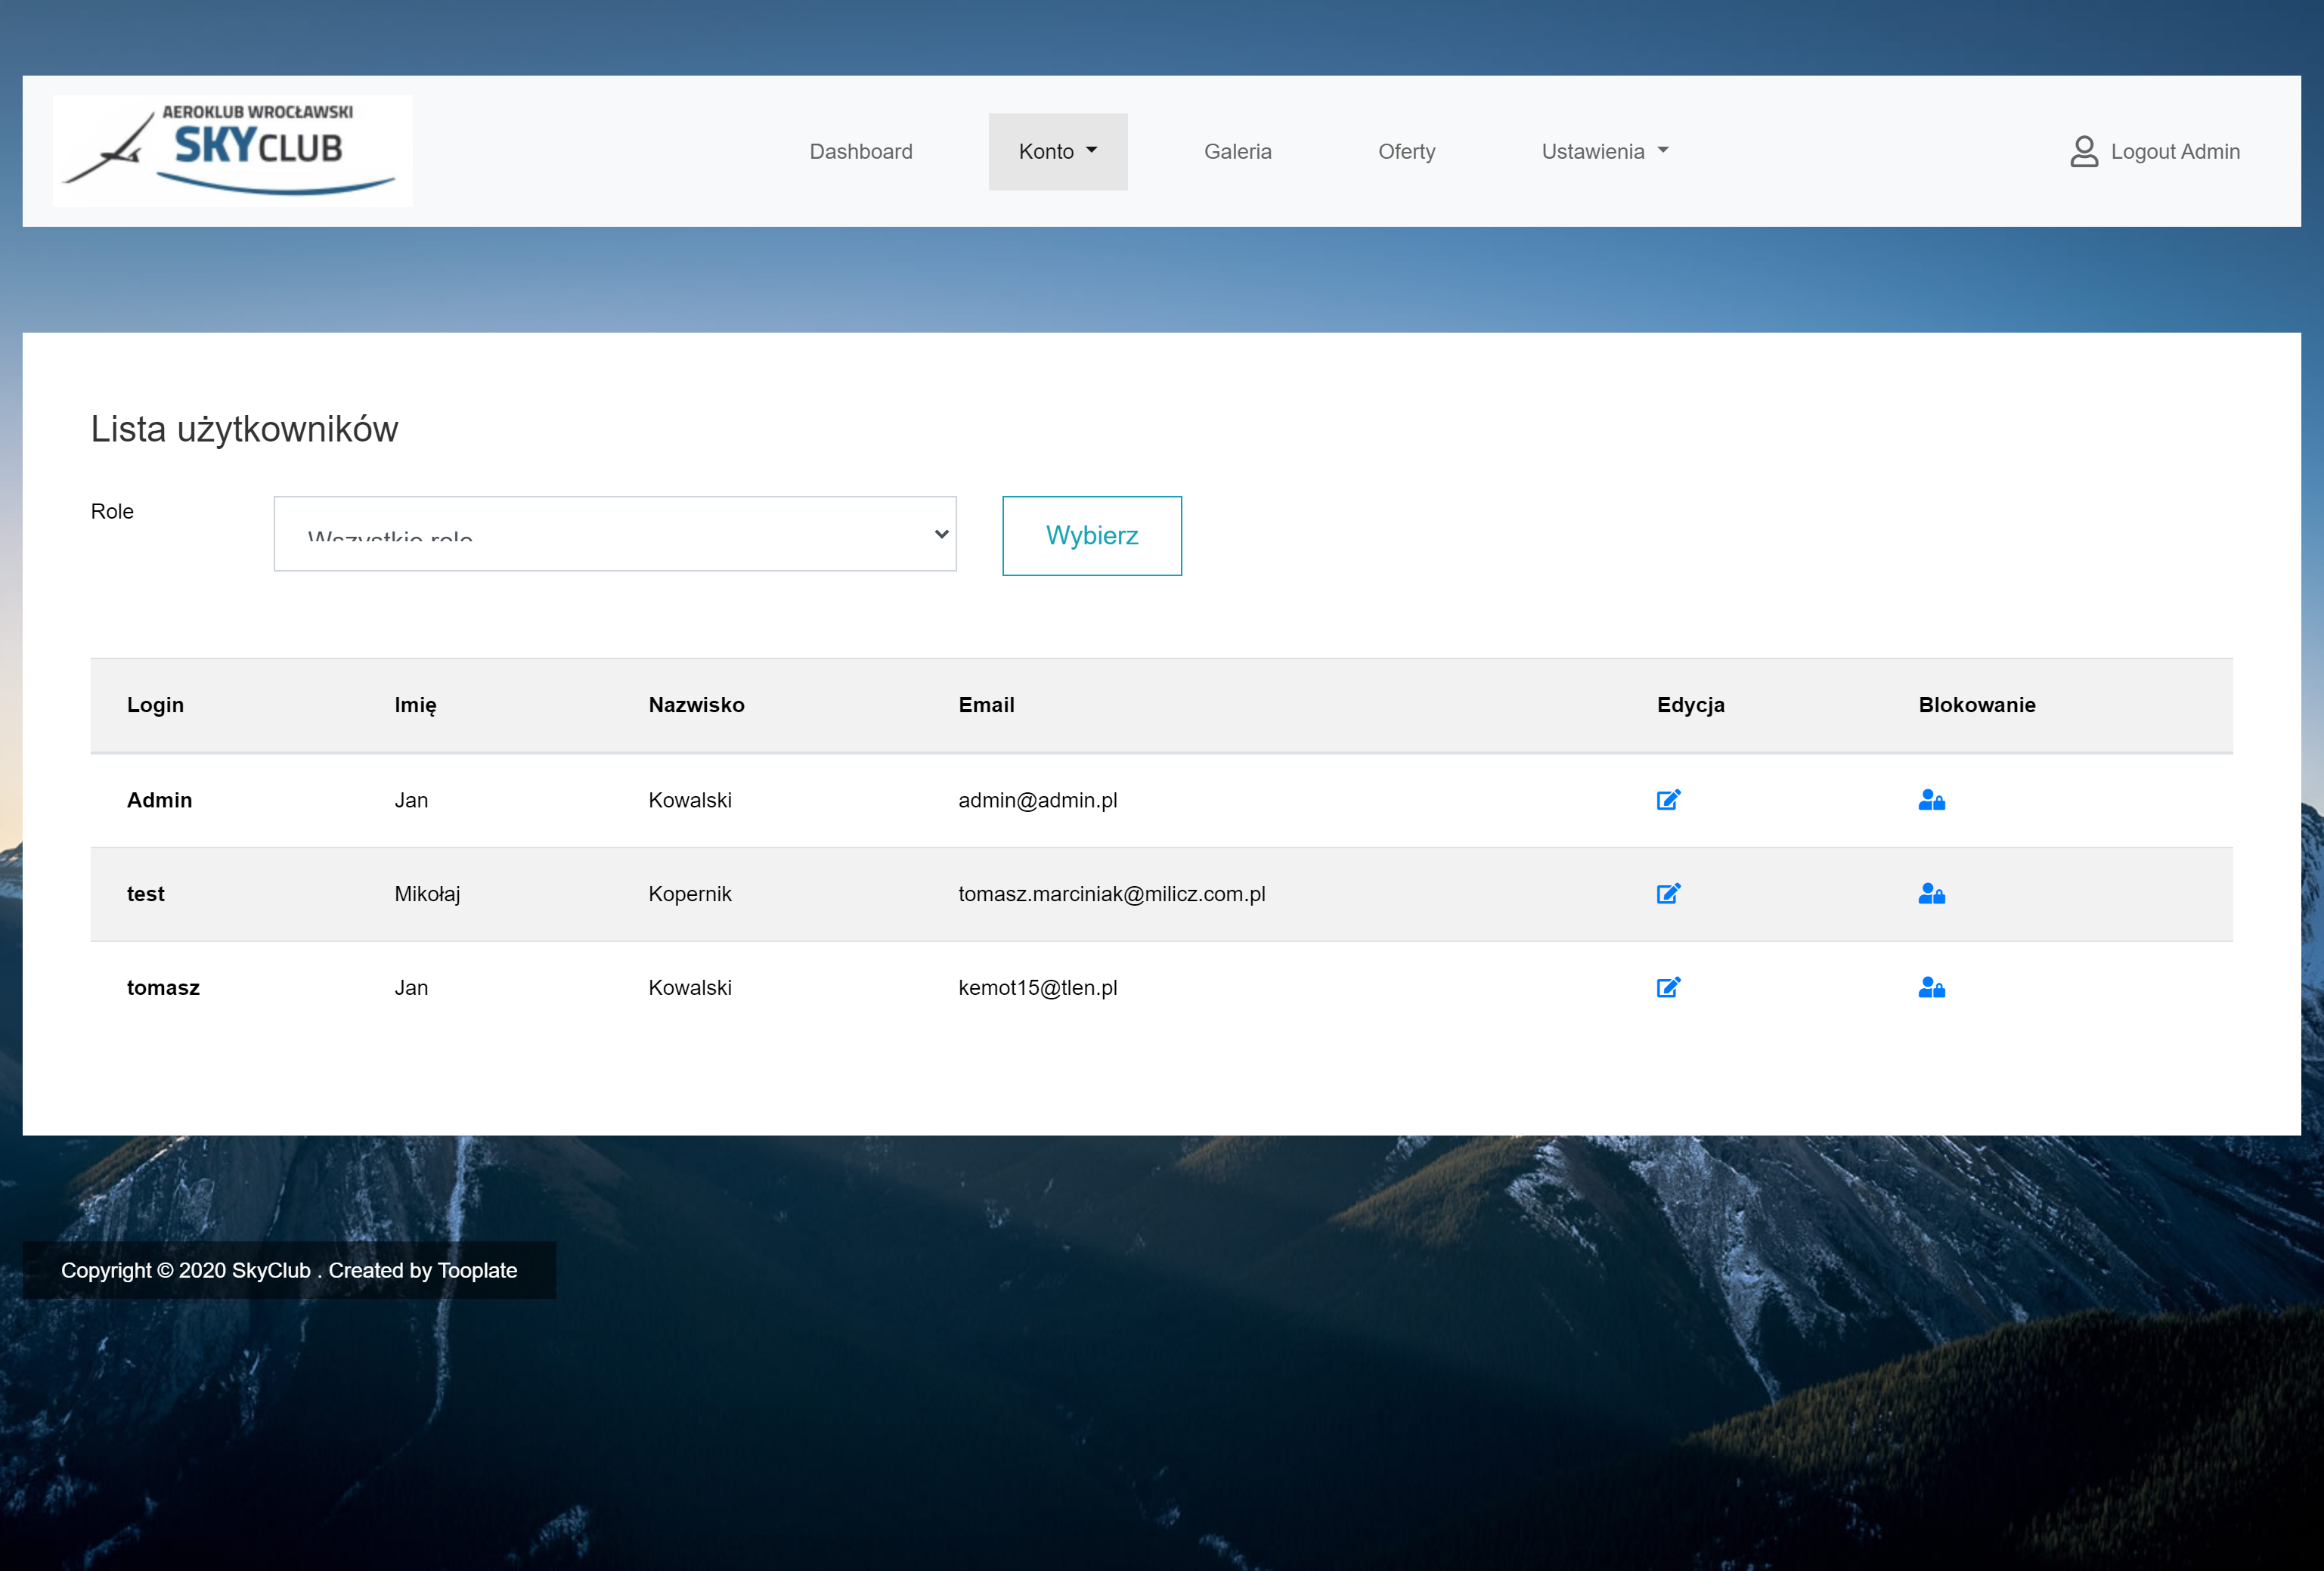 AEROKLUB WROCŁAWSKI
SKYCLUB
Dashboard
Konto
Galeria
Oferty
Ustawienia
Logout Admin
Lista użytkowników
Role
Wszystkie role
Wybierz
Login Imię Nazwisko Email Edycja Blokowanie
Admin Jan Kowalski admin@admin.pl
test Mikołaj Kopernik tomasz.marciniak@milicz.com.pl
tomasz Jan Kowalski kemot15@tlen.pl
Copyright © 2020 SkyClub . Created by Tooplate